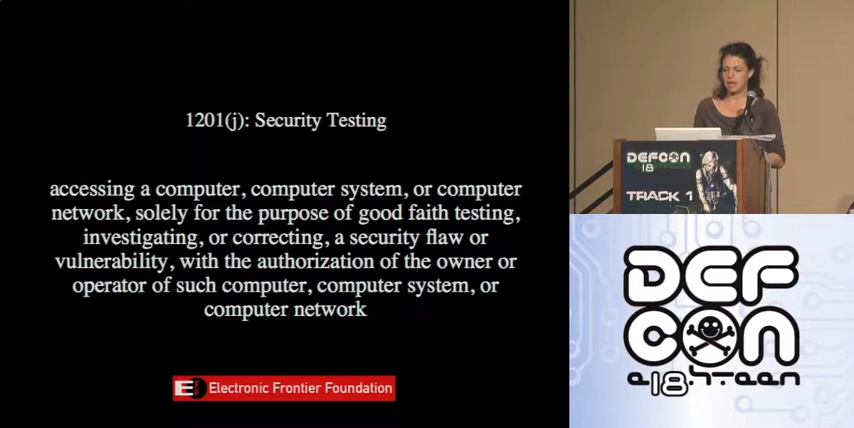 1201(j): Security Testing
accessing a computer, computer system, or computer
network, solely for the purpose of good faith testing,
investigating, or correcting, a security flaw or
vulnerability, with the authorization of the owner or
operator of such computer, computer system, or
computer network
Electronic Frontier Foundation
DEFCON
18
TRACK 1
DEF
CON
e 18.h.teen